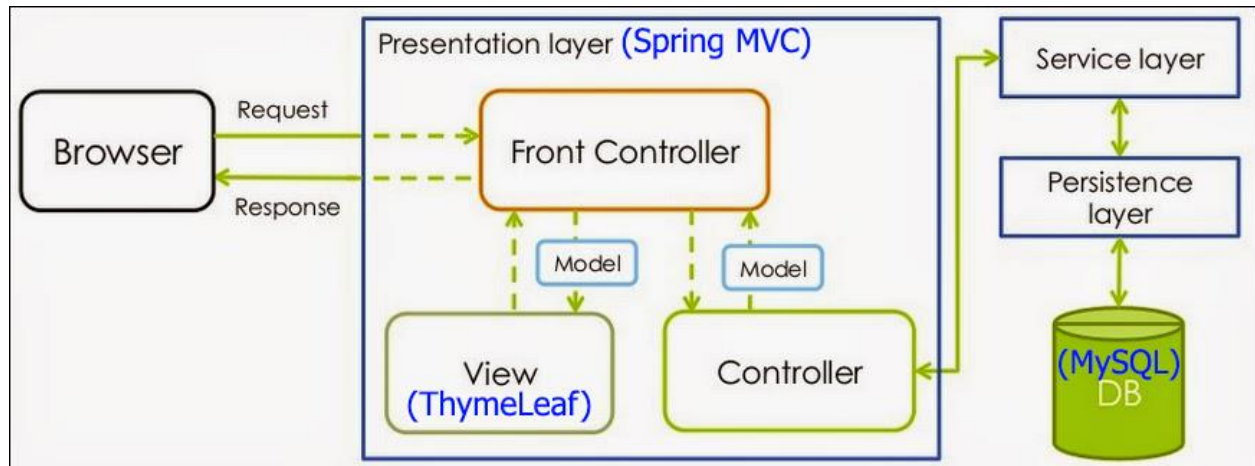 Presentation layer (Spring MVC)
Browser
Request
Response
Front Controller
Model
Model
View
(ThymeLeaf)
Controller
Service layer
Persistence
layer
(MySQL)
DB